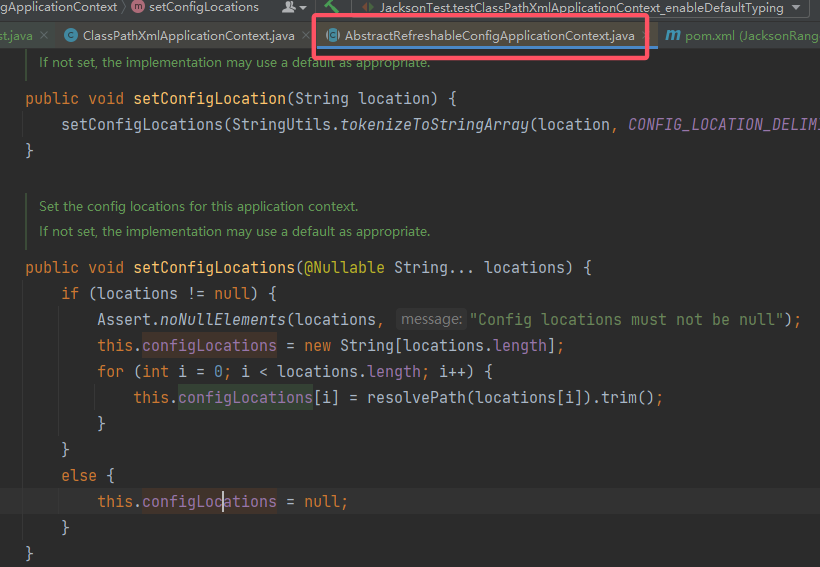 gApplicationContext setConfigLocations JacksonTest.testClassPathXmlApplicationContext_enableDefaultTyping
st.java ClassPathXmlApplicationContext.java AbstractRefreshableConfigApplicationContext.java pom.xml (JacksonRang
If not set, the implementation may use a default as appropriate.
public void setConfigLocation(String location) {
setConfigLocations(StringUtils.tokenizeToStringArray(location, CONFIG_LOCATION_DELIM
}
Set the config locations for this application context.
If not set, the implementation may use a default as appropriate.
public void setConfigLocations(@Nullable String... locations) {
if (locations != null) {
Assert.noNullElements(locations, message: "Config locations must not be null");
this.configLocations = new String[locations.length];
for (int i = 0; i < locations.length; i++) {
this.configLocations[i] = resolvePath(locations[i]).trim();
}
}
else {
this.configLocations = null;
}
}